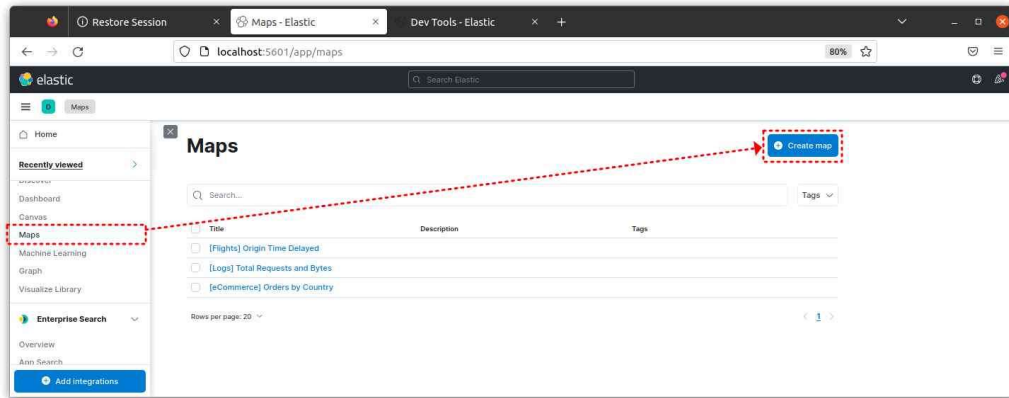 Restore Session
Maps - Elastic
Dev Tools - Elastic
localhost:5601/app/maps
80%
elastic
Search Elastic
D
Maps
Home
Recently viewed
Discover
Dashboard
Canvas
Maps
Machine Learning
Graph
Visualize Library
Enterprise Search
Overview
App Search
Add integrations
Maps
Create map
Search...
Tags
Title Description Tags
[Flights] Origin Time Delayed
[Logs] Total Requests and Bytes
[eCommerce] Orders by Country
Rows per page: 20
1